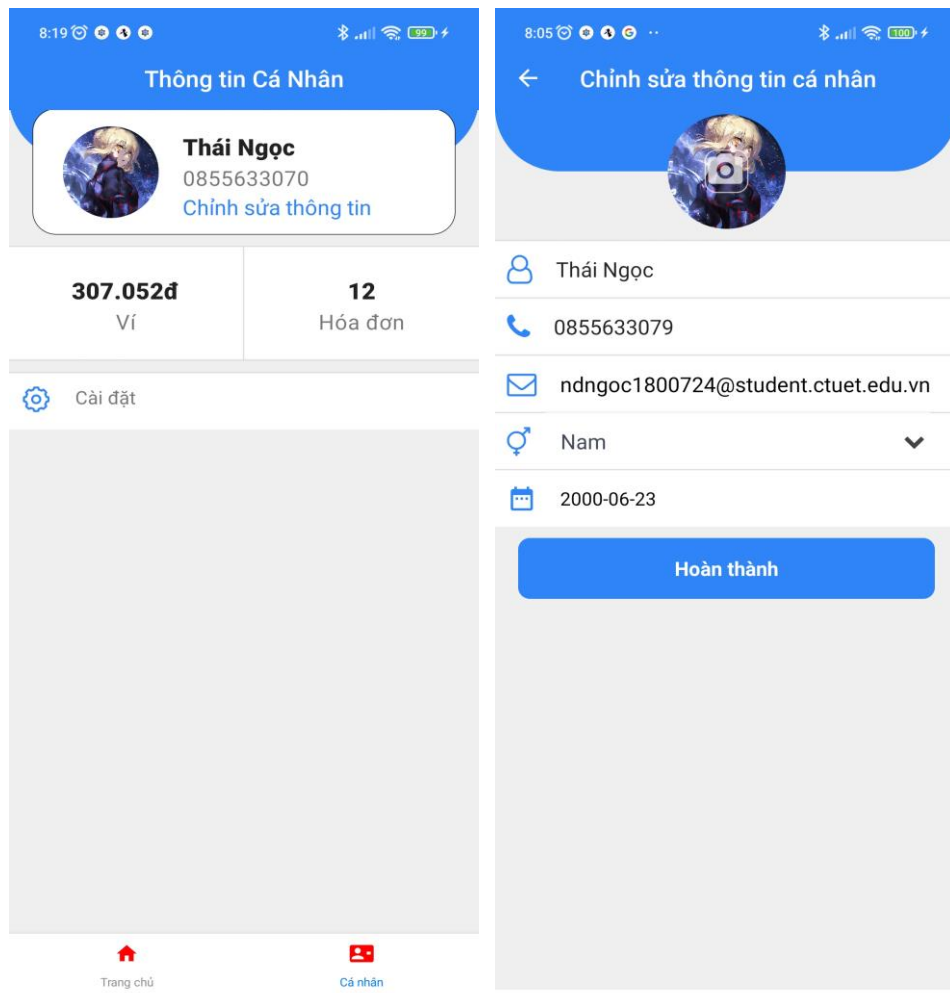 8:19
99
Thông tin Cá Nhân
Thái Ngọc
0855633070
Chỉnh sửa thông tin
307.052đ
Ví
12
Hóa đơn
Cài đặt
Trang chủ
Cá nhân
8:05
100
Chỉnh sửa thông tin cá nhân
Thái Ngọc
0855633079
ndngoc1800724@student.ctuet.edu.vn
Nam
2000-06-23
Hoàn thành